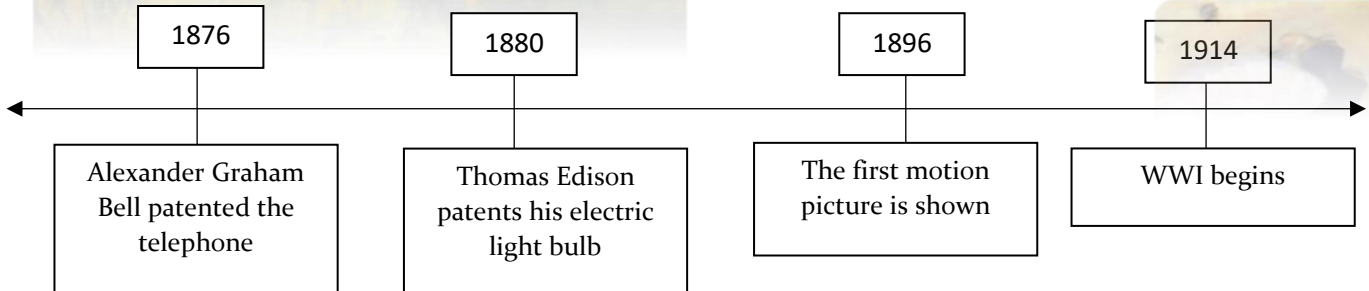 1876
1880
1896
1914
Alexander Graham
Bell patented the
telephone
Thomas Edison
patents his electric
light bulb
The first motion
picture is shown
WWI begins